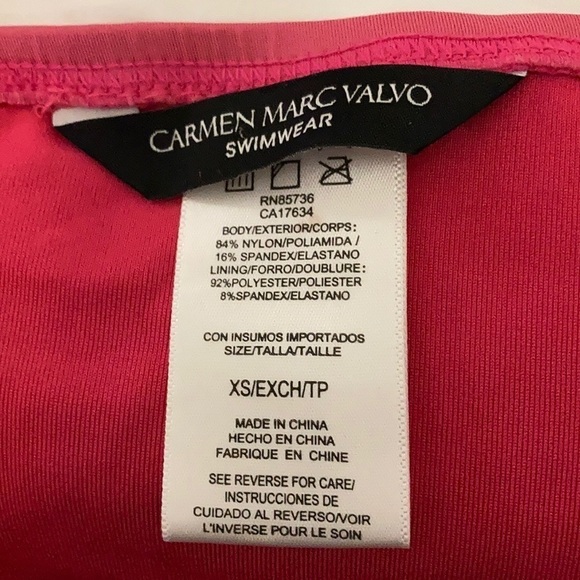 CARMEN MARC VALVO
SWIMWEAR
RN85736
CA17634
BODY/EXTERIOR/CORPS:
84% NYLON/POLIAMIDA /
16% SPANDEX/ELASTANO
LINING/FORRO/DOUBLURE:
92%POLYESTER/POLIESTER
8%SPANDEX/ELASTANO
CON INSUMOS IMPORTADOS
SIZE/TALLA/TAILLE
XS/EXCH/TP
MADE IN CHINA
HECHO EN CHINA
FABRIQUE EN CHINE
SEE REVERSE FOR CARE/
INSTRUCCIONES DE
CUIDADO AL REVERSO/VOIR
L'INVERSE POUR LE SOIN